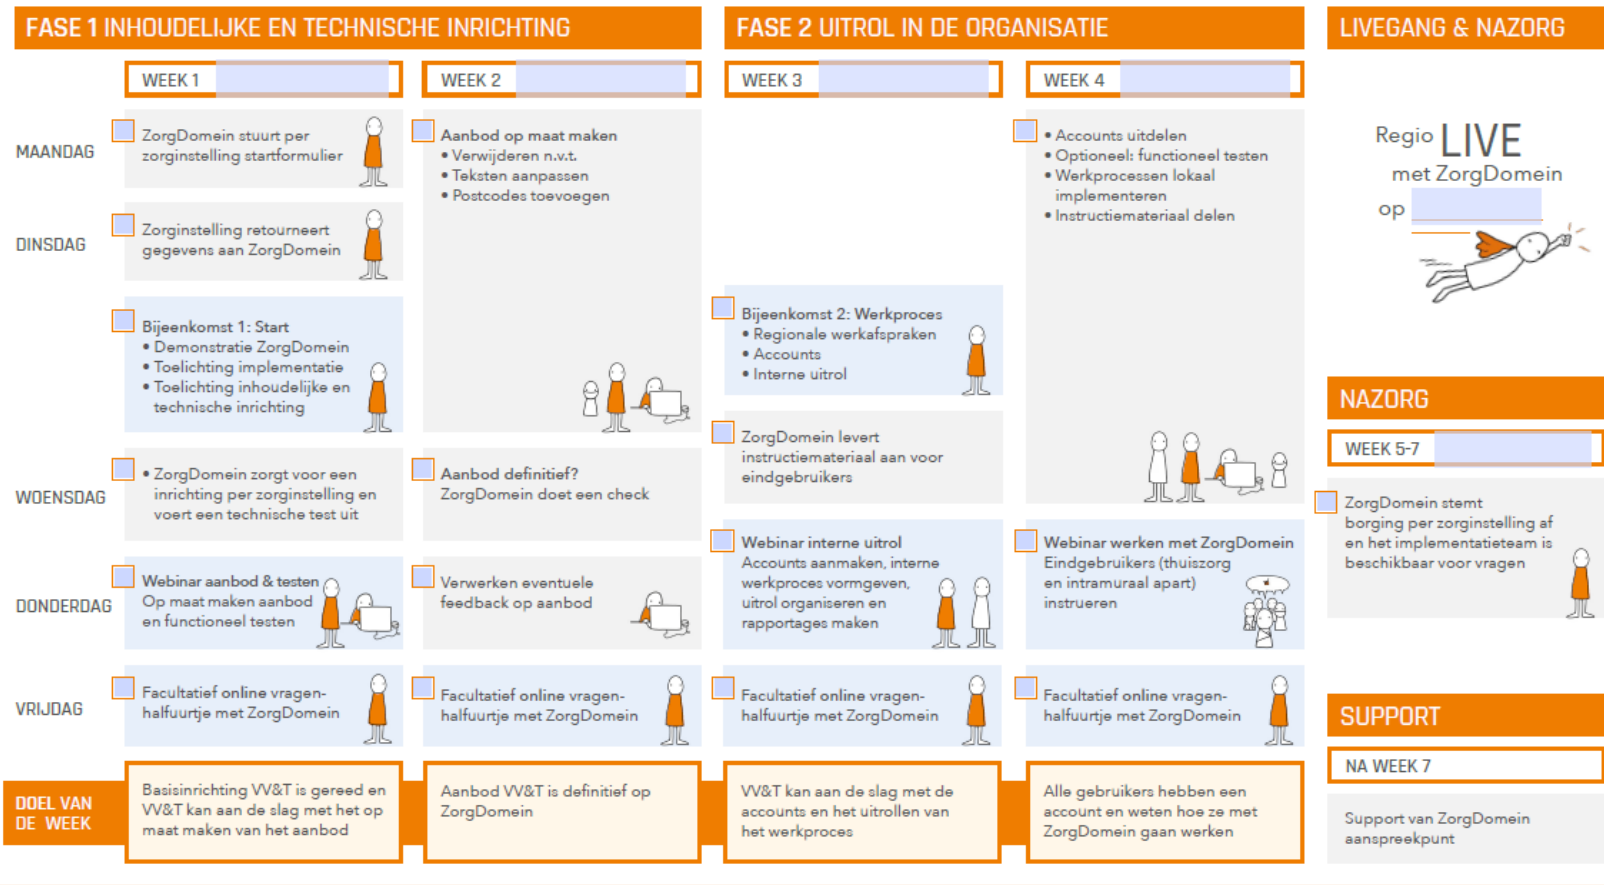 FASE 1 INHOUDELIJKE EN TECHNISCHE INRICHTING
FASE 2 UITROL IN DE ORGANISATIE
LIVEGANG & NAZORG
WEEK 1
WEEK 2
WEEK 3
WEEK 4
MAANDAG
ZorgDomein stuurt per
zorginstelling startformulier
Aanbod op maat maken
• Verwijderen n.v.t.
• Teksten aanpassen
• Postcodes toevoegen
• Accounts uitdelen
• Optioneel: functioneel testen
• Werkprocessen lokaal
implementeren
• Instructiemateriaal delen
Regio LIVE
met ZorgDomein
op
DINSDAG
Zorginstelling retourneert
gegevens aan ZorgDomein
Bijeenkomst 1: Start
• Demonstratie ZorgDomein
• Toelichting implementatie
• Toelichting inhoudelijke en
technische inrichting
Bijeenkomst 2: Werkproces
• Regionale werkafspraken
• Accounts
• Interne uitrol
NAZORG
WEEK 5-7
WOENSDAG
• ZorgDomein zorgt voor een
inrichting per zorginstelling en
voert een technische test uit
Aanbod definitief?
ZorgDomein doet een check
ZorgDomein levert
instructiemateriaal aan voor
eindgebruikers
ZorgDomein stemt
borging per zorginstelling af
en het implementatieteam is
beschikbaar voor vragen
DONDERDAG
Webinar aanbod & testen
Op maat maken aanbod
en functioneel testen
Verwerken eventuele
feedback op aanbod
Webinar interne uitrol
Accounts aanmaken, interne
werkproces vormgeven,
uitrol organiseren en
rapportages maken
Webinar werken met ZorgDomein
Eindgebruikers (thuiszorg
en intramuraal apart)
instrueren
VRIJDAG
Facultatief online vragen-
halfuurtje met ZorgDomein
Facultatief online vragen-
halfuurtje met ZorgDomein
Facultatief online vragen-
halfuurtje met ZorgDomein
Facultatief online vragen-
halfuurtje met ZorgDomein
SUPPORT
NA WEEK 7
Support van ZorgDomein
aanspreekpunt
DOEL VAN
DE WEEK
Basisinrichting VV&T is gereed en
VV&T kan aan de slag met het op
maat maken van het aanbod
Aanbod VV&T is definitief op
ZorgDomein
VV&T kan aan de slag met de
accounts en het uitrollen van
het werkproces
Alle gebruikers hebben een
account en weten hoe ze met
ZorgDomein gaan werken